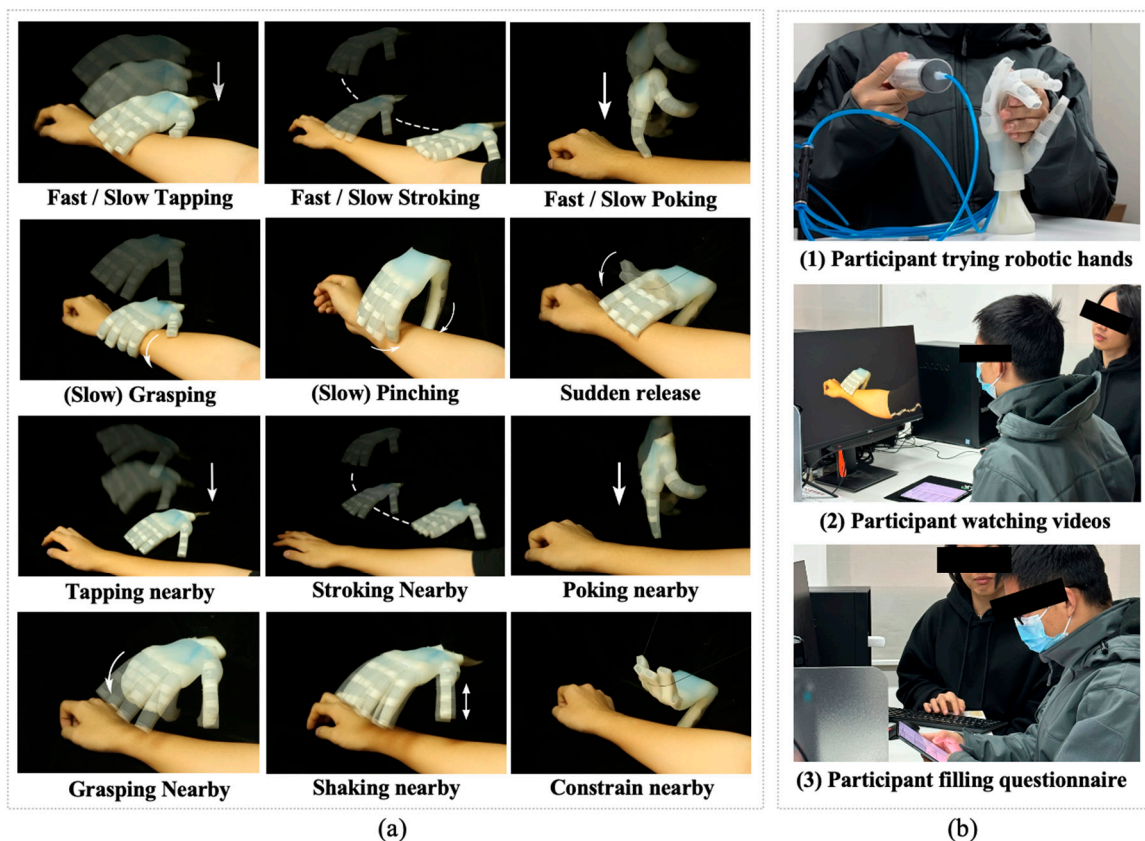 Fast / Slow Tapping
Fast / Slow Stroking
Fast / Slow Poking
(Slow) Grasping
(Slow) Pinching
Sudden release
Tapping nearby
Stroking Nearby
Poking nearby
Grasping Nearby
Shaking nearby
Constrain nearby
(a)
(1) Participant trying robotic hands
(2) Participant watching videos
(3) Participant filling questionnaire
(b)